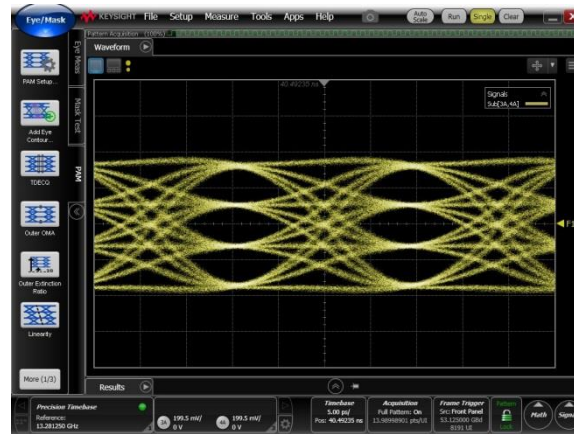 Eye/Mask
KEYSIGHT File Setup Measure Tools Apps Help
Auto Scale
Run
Single
Clear
Pattern Acquisition (100%)
Waveform
Eye Meas
Mask Test
PAM
PAM Setup...
Add Eye Contour...
TDECQ
Outer OMA
Outer Extinction Ratio
Linearity
More (1/3)
40.49235 ns
Signals
Sub[3A,4A]
F1
Results
Precision Timebase
Reference:
13.281250 GHz
3A 199.5 mV/
0 V
4A 199.5 mV/
0 V
Timebase
5.00 ps/
Pos: 40.49235 ns
Acquisition
Full Pattern: On
13.98998901 pts/UI
Frame Trigger
Src: Front Panel
53.125000 GBd
8191 UI
Pattern
Lock
Math